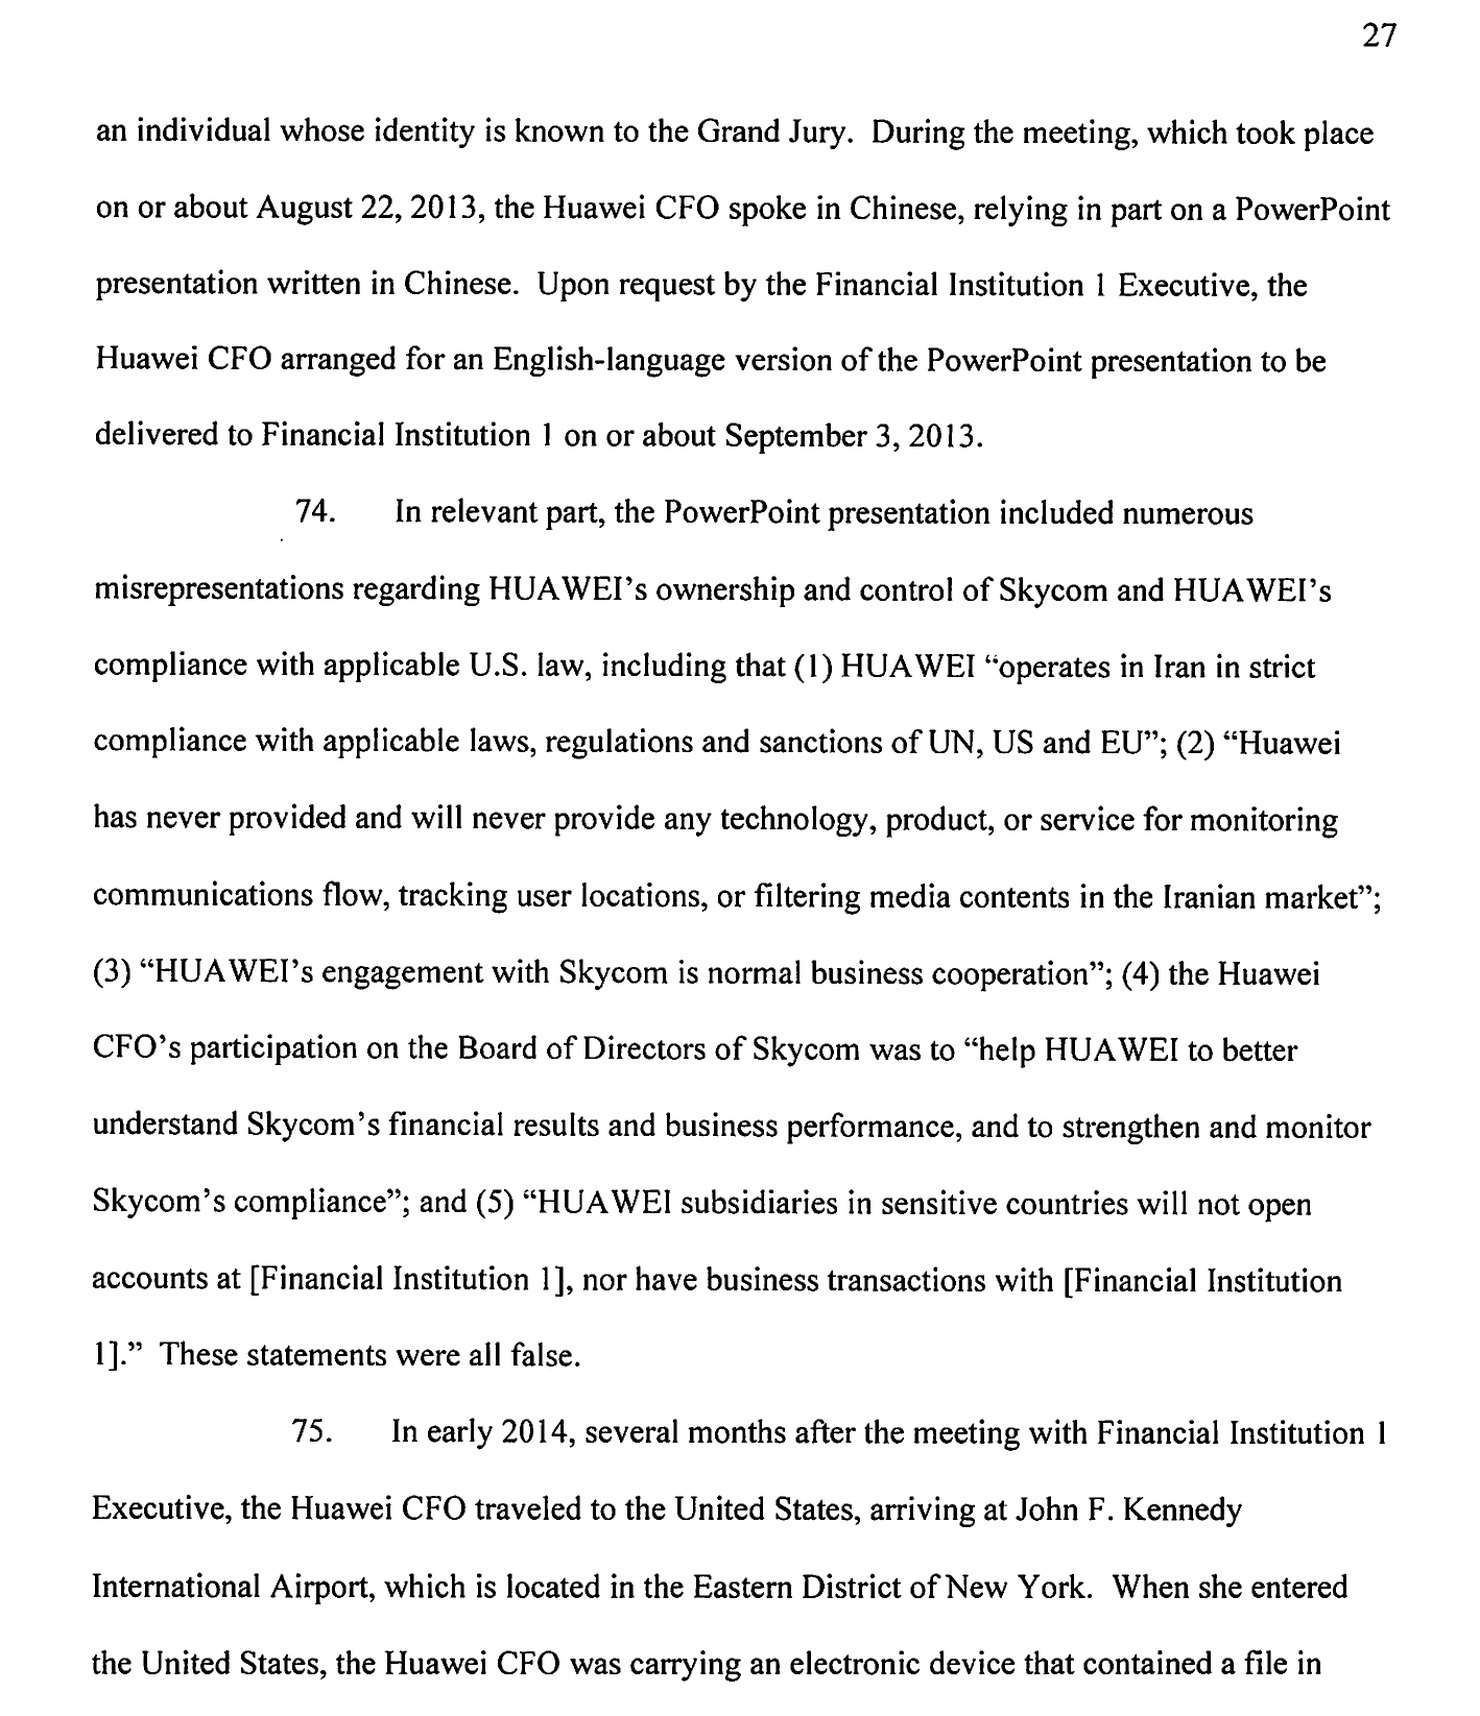 27
an individual whose identity is known to the Grand Jury. During the meeting, which took place
on or about August 22, 2013, the Huawei CFO spoke in Chinese, relying in part on a PowerPoint
presentation written in Chinese. Upon request by the Financial Institution 1 Executive, the
Huawei CFO arranged for an English-language version of the PowerPoint presentation to be
delivered to Financial Institution 1 on or about September 3, 2013.
74. In relevant part, the PowerPoint presentation included numerous
misrepresentations regarding HUAWEI’s ownership and control of Skycom and HUAWEI’s
compliance with applicable U.S. law, including that (1) HUAWEI “operates in Iran in strict
compliance with applicable laws, regulations and sanctions of UN, US and EU”; (2) “Huawei
has never provided and will never provide any technology, product, or service for monitoring
communications flow, tracking user locations, or filtering media contents in the Iranian market”;
(3) “HUAWEI’s engagement with Skycom is normal business cooperation”; (4) the Huawei
CFO’s participation on the Board of Directors of Skycom was to “help HUAWEI to better
understand Skycom’s financial results and business performance, and to strengthen and monitor
Skycom’s compliance”; and (5) “HUAWEI subsidiaries in sensitive countries will not open
accounts at [Financial Institution 1], nor have business transactions with [Financial Institution
1].” These statements were all false.
75. In early 2014, several months after the meeting with Financial Institution 1
Executive, the Huawei CFO traveled to the United States, arriving at John F. Kennedy
International Airport, which is located in the Eastern District of New York. When she entered
the United States, the Huawei CFO was carrying an electronic device that contained a file in